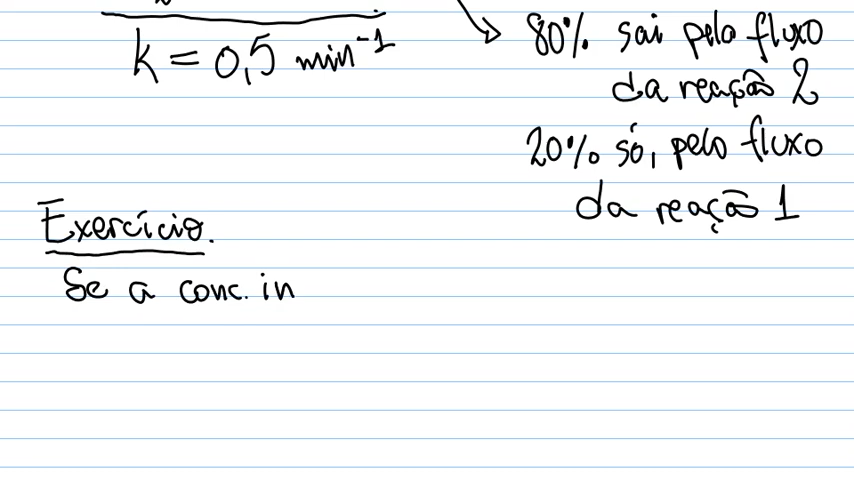 k = 0,5 min⁻¹
80% sai pelo fluxo
da reação 2
20% só, pelo fluxo
da reação 1
Exercício.
Se a conc. in